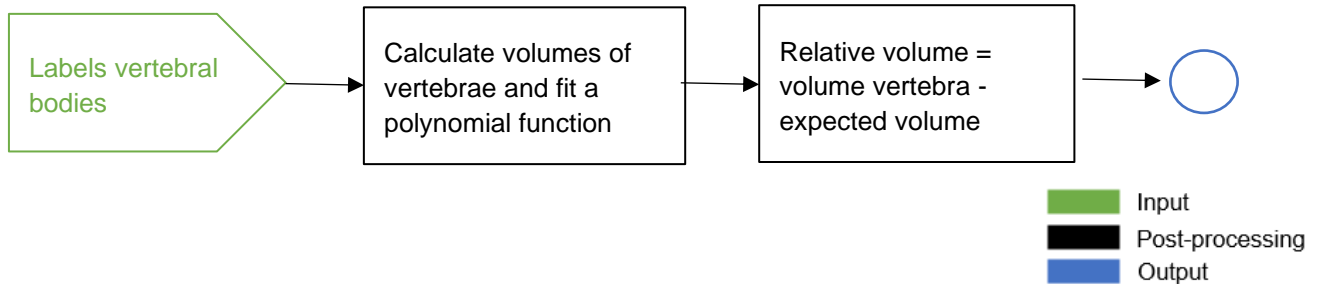 Labels vertebral
bodies
Calculate volumes of
vertebrae and fit a
polynomial function
Relative volume =
volume vertebra -
expected volume
Input
Post-processing
Output